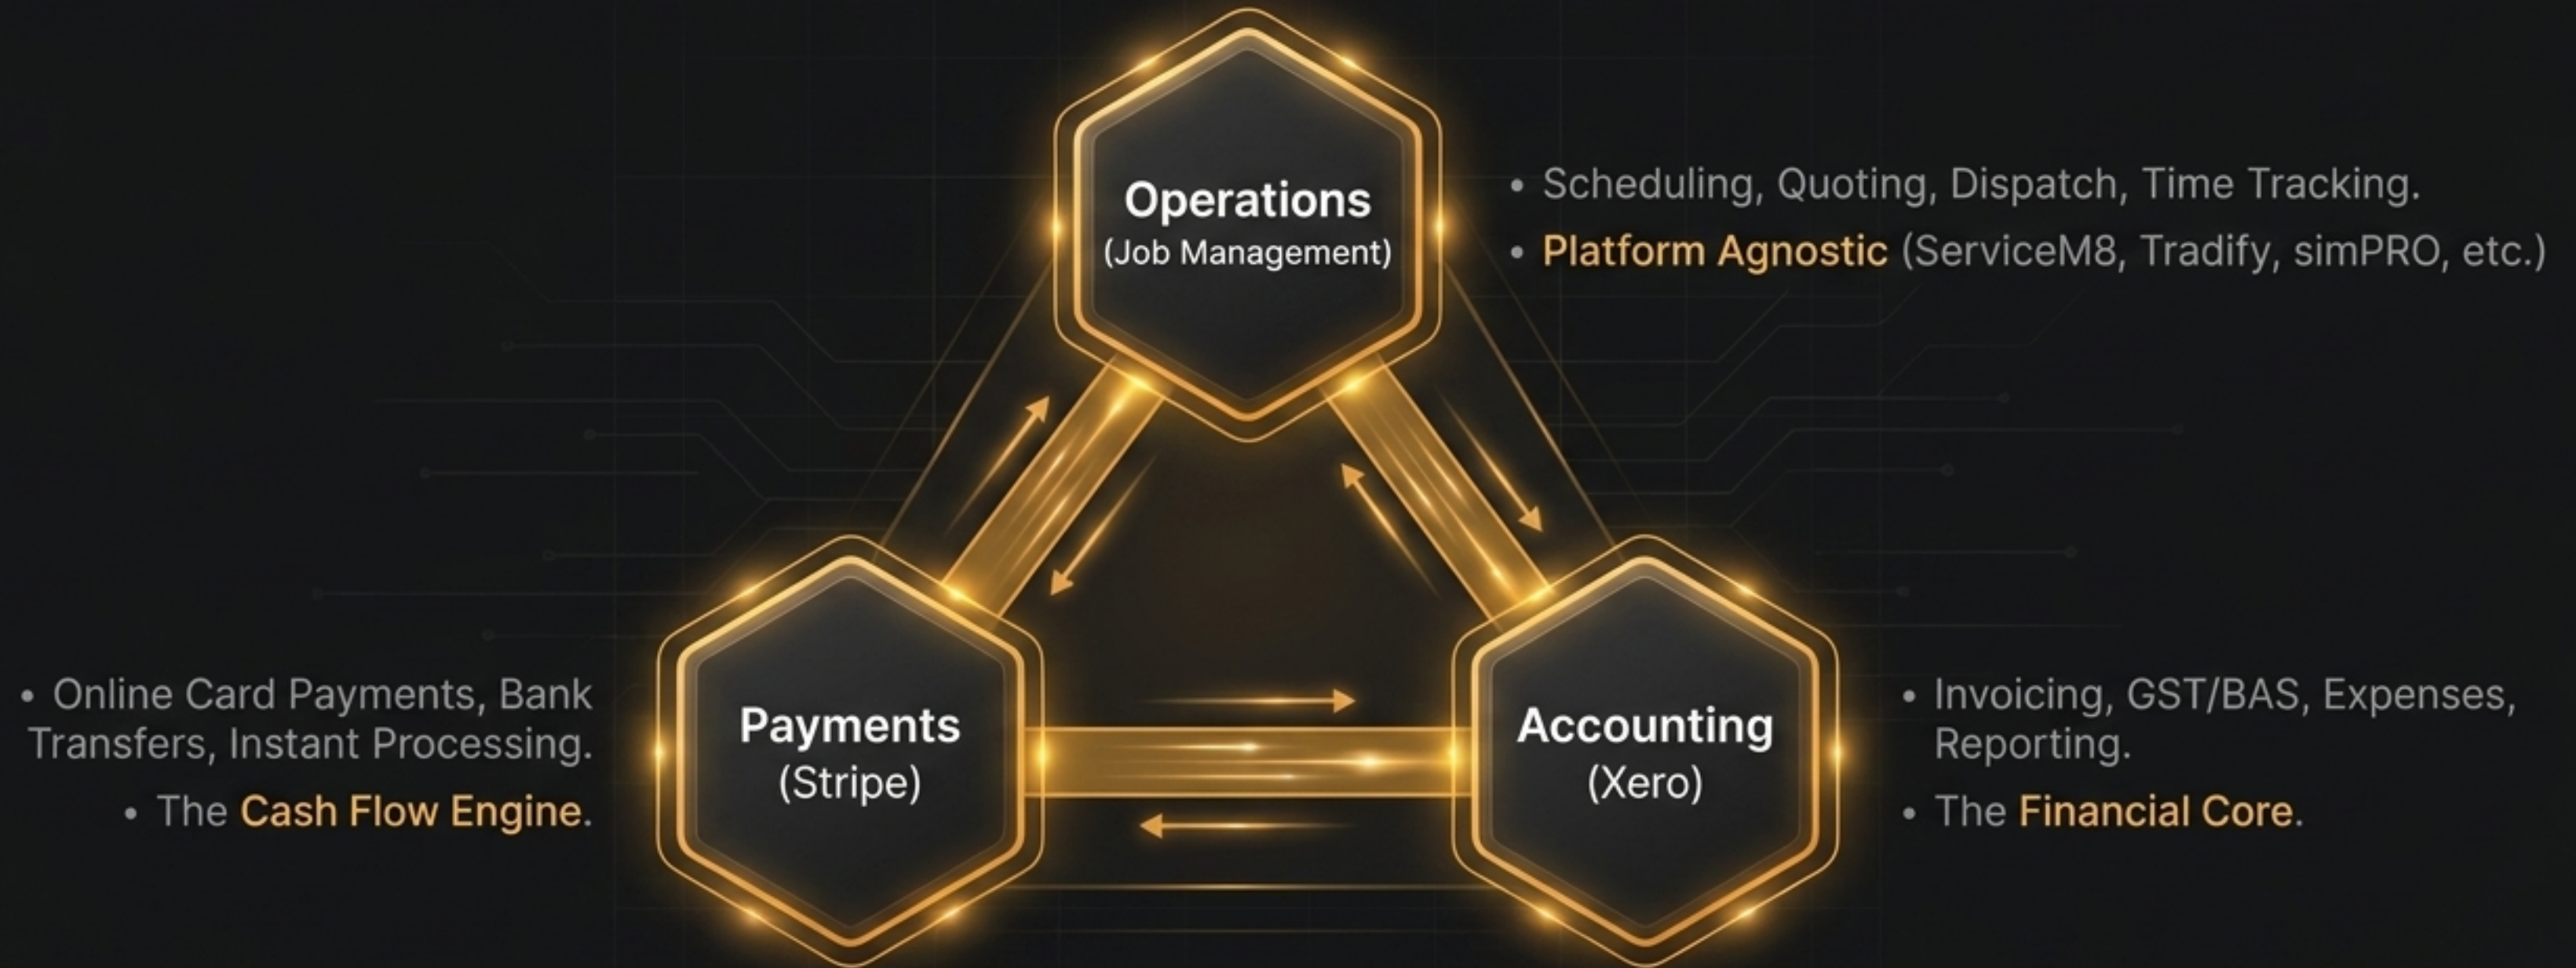 Operations
(Job Management)
• Scheduling, Quoting, Dispatch, Time Tracking.
• Platform Agnostic (ServiceM8, Tradify, simPRO, etc.)
• Online Card Payments, Bank
Transfers, Instant Processing.
• The Cash Flow Engine.
Payments
(Stripe)
Accounting
(Xero)
• Invoicing, GST/BAS, Expenses,
Reporting.
• The Financial Core.